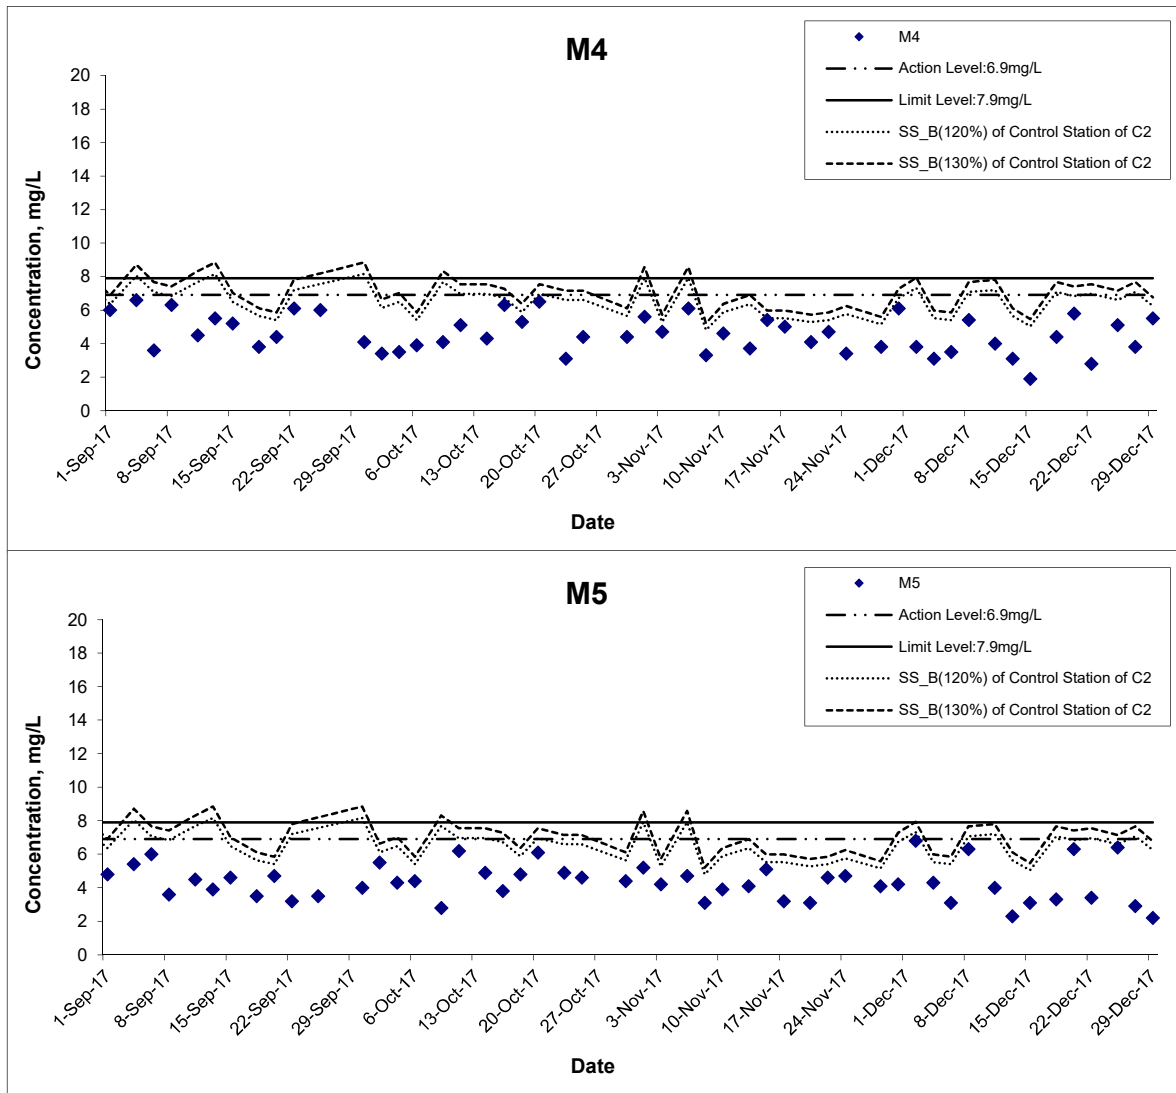 M4
M4
Action Level:6.9mg/L
Limit Level:7.9mg/L
SS_B(120%) of Control Station of C2
SS_B(130%) of Control Station of C2
Concentration, mg/L
20
18
16
14
12
10
8
6
4
2
0
1-Sep-17
8-Sep-17
15-Sep-17
22-Sep-17
29-Sep-17
6-Oct-17
13-Oct-17
20-Oct-17
27-Oct-17
3-Nov-17
10-Nov-17
17-Nov-17
24-Nov-17
1-Dec-17
8-Dec-17
15-Dec-17
22-Dec-17
29-Dec-17
Date
M5
M5
Action Level:6.9mg/L
Limit Level:7.9mg/L
SS_B(120%) of Control Station of C2
SS_B(130%) of Control Station of C2
Concentration, mg/L
20
18
16
14
12
10
8
6
4
2
0
1-Sep-17
8-Sep-17
15-Sep-17
22-Sep-17
29-Sep-17
6-Oct-17
13-Oct-17
20-Oct-17
27-Oct-17
3-Nov-17
10-Nov-17
17-Nov-17
24-Nov-17
1-Dec-17
8-Dec-17
15-Dec-17
22-Dec-17
29-Dec-17
Date